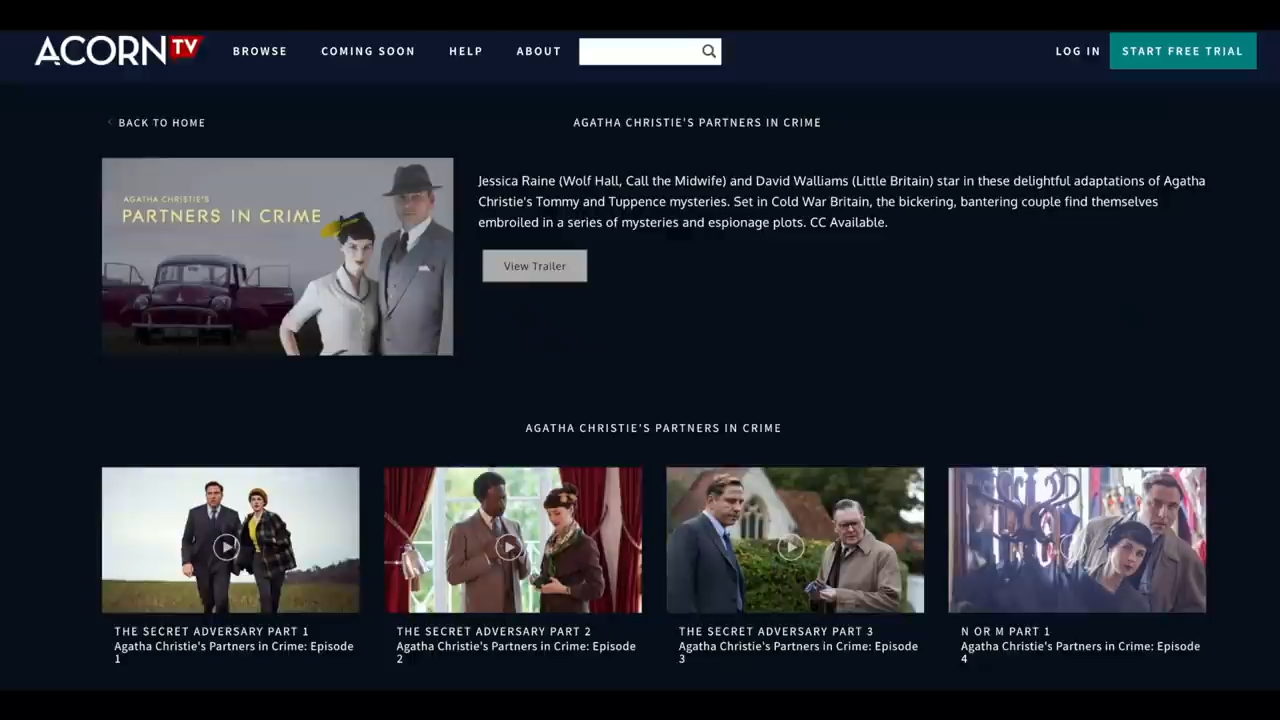 ACORN TV
BROWSE
COMING SOON
HELP
ABOUT
LOG IN
START FREE TRIAL
BACK TO HOME
AGATHA CHRISTIE'S PARTNERS IN CRIME
AGATHA CHRISTIE'S
PARTNERS IN CRIME
Jessica Raine (Wolf Hall, Call the Midwife) and David Walliams (Little Britain) star in these delightful adaptations of Agatha
Christie's Tommy and Tuppence mysteries. Set in Cold War Britain, the bickering, bantering couple find themselves
embroiled in a series of mysteries and espionage plots. CC Available.
View Trailer
AGATHA CHRISTIE'S PARTNERS IN CRIME
THE SECRET ADVERSARY PART 1
Agatha Christie's Partners in Crime: Episode
1
THE SECRET ADVERSARY PART 2
Agatha Christie's Partners in Crime: Episode
2
THE SECRET ADVERSARY PART 3
Agatha Christie's Partners in Crime: Episode
3
N OR M PART 1
Agatha Christie's Partners in Crime: Episode
4